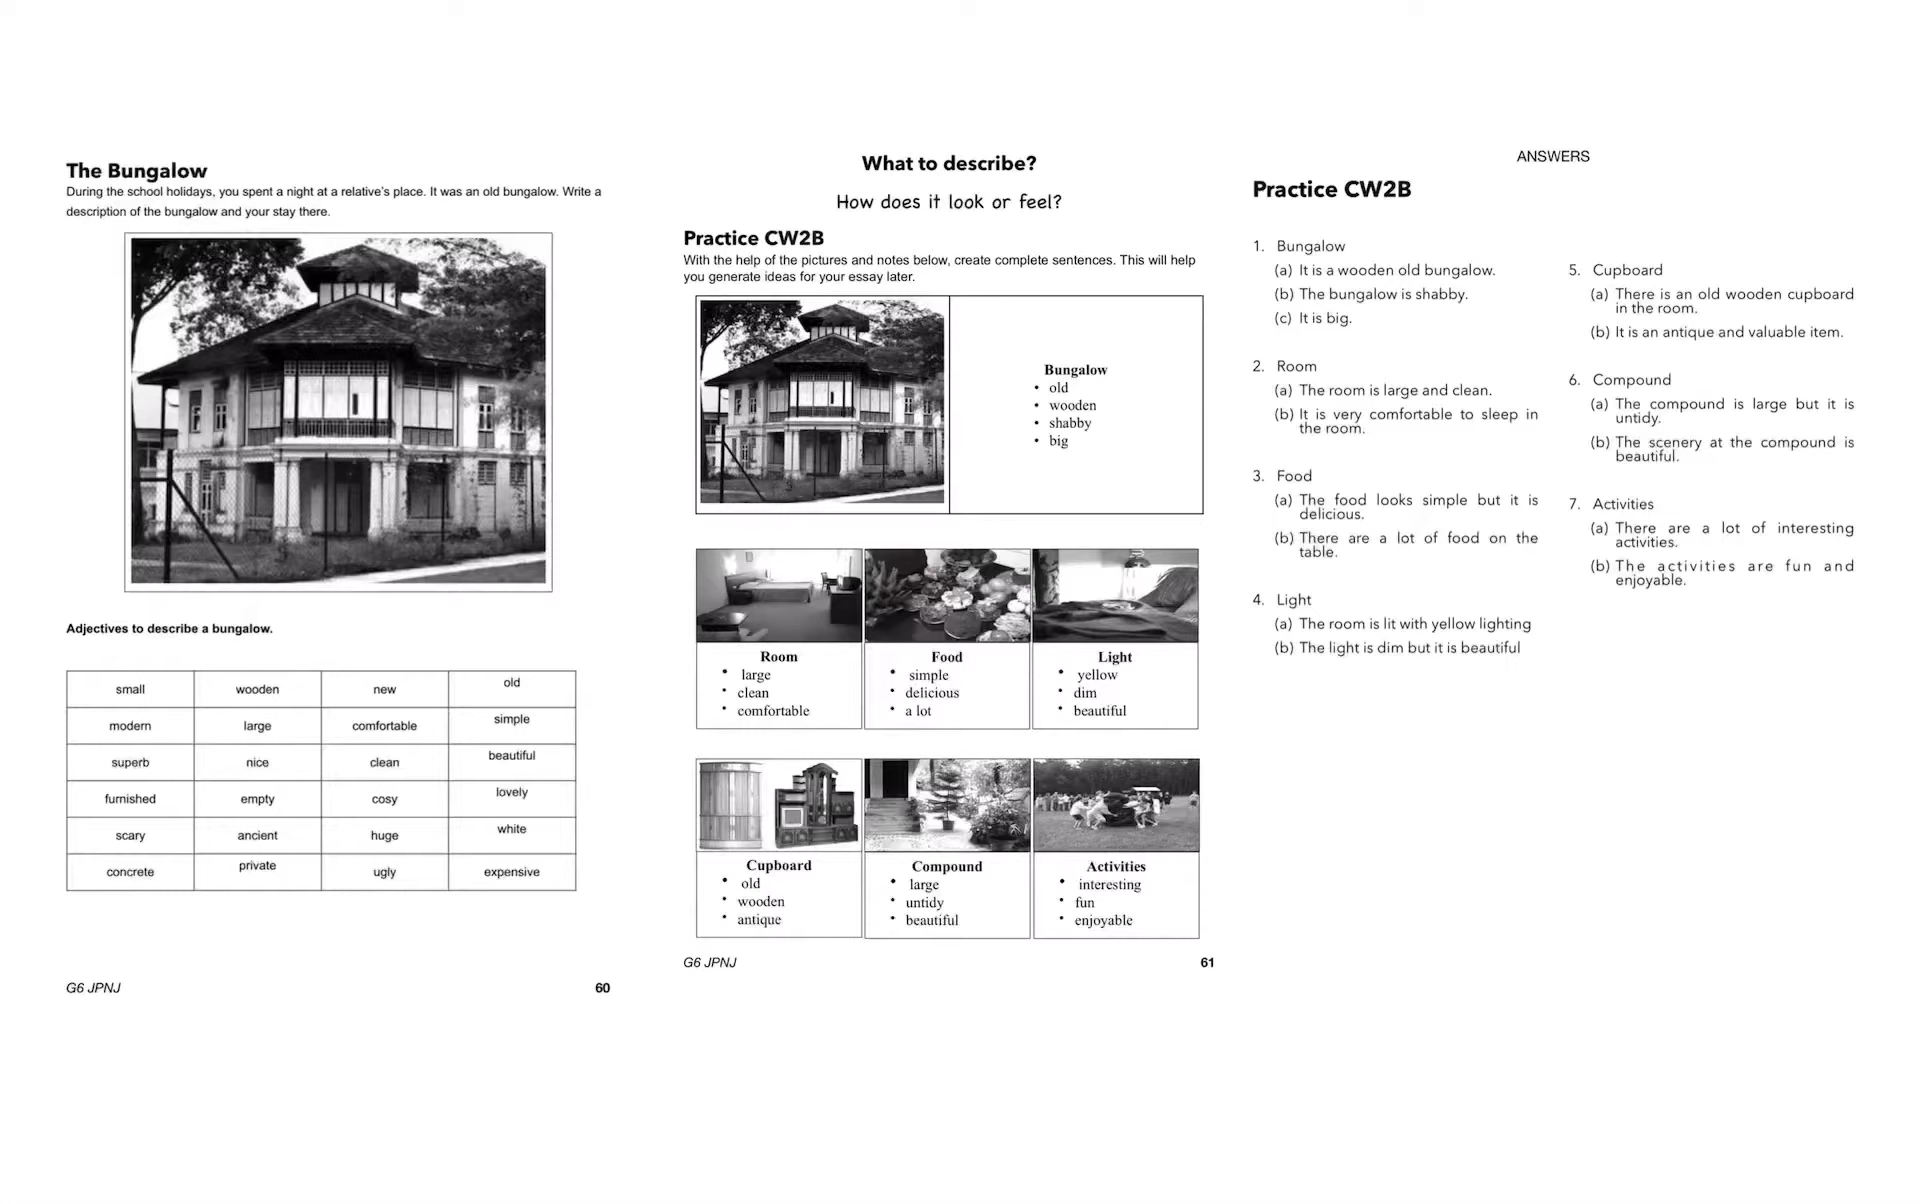 The Bungalow
During the school holidays, you spent a night at a relative's place. It was an old bungalow. Write a
description of the bungalow and your stay there.
Adjectives to describe a bungalow.
small wooden new old
modern large comfortable simple
superb nice clean beautiful
furnished empty cosy lovely
scary ancient huge white
concrete private ugly expensive
G6 JPNJ 60
What to describe?
How does it look or feel?
Practice CW2B
With the help of the pictures and notes below, create complete sentences. This will help
you generate ideas for your essay later.
Bungalow
• old
• wooden
• shabby
• big
Room
• large
• clean
• comfortable
Food
• simple
• delicious
• a lot
Light
• yellow
• dim
• beautiful
Cupboard
• old
• wooden
• antique
Compound
• large
• untidy
• beautiful
Activities
• interesting
• fun
• enjoyable
G6 JPNJ 61
ANSWERS
Practice CW2B
1. Bungalow
(a) It is a wooden old bungalow.
(b) The bungalow is shabby.
(c) It is big.
2. Room
(a) The room is large and clean.
(b) It is very comfortable to sleep in
the room.
3. Food
(a) The food looks simple but it is
delicious.
(b) There are a lot of food on the
table.
4. Light
(a) The room is lit with yellow lighting
(b) The light is dim but it is beautiful
5. Cupboard
(a) There is an old wooden cupboard
in the room.
(b) It is an antique and valuable item.
6. Compound
(a) The compound is large but it is
untidy.
(b) The scenery at the compound is
beautiful.
7. Activities
(a) There are a lot of interesting
activities.
(b) The activities are fun and
enjoyable.